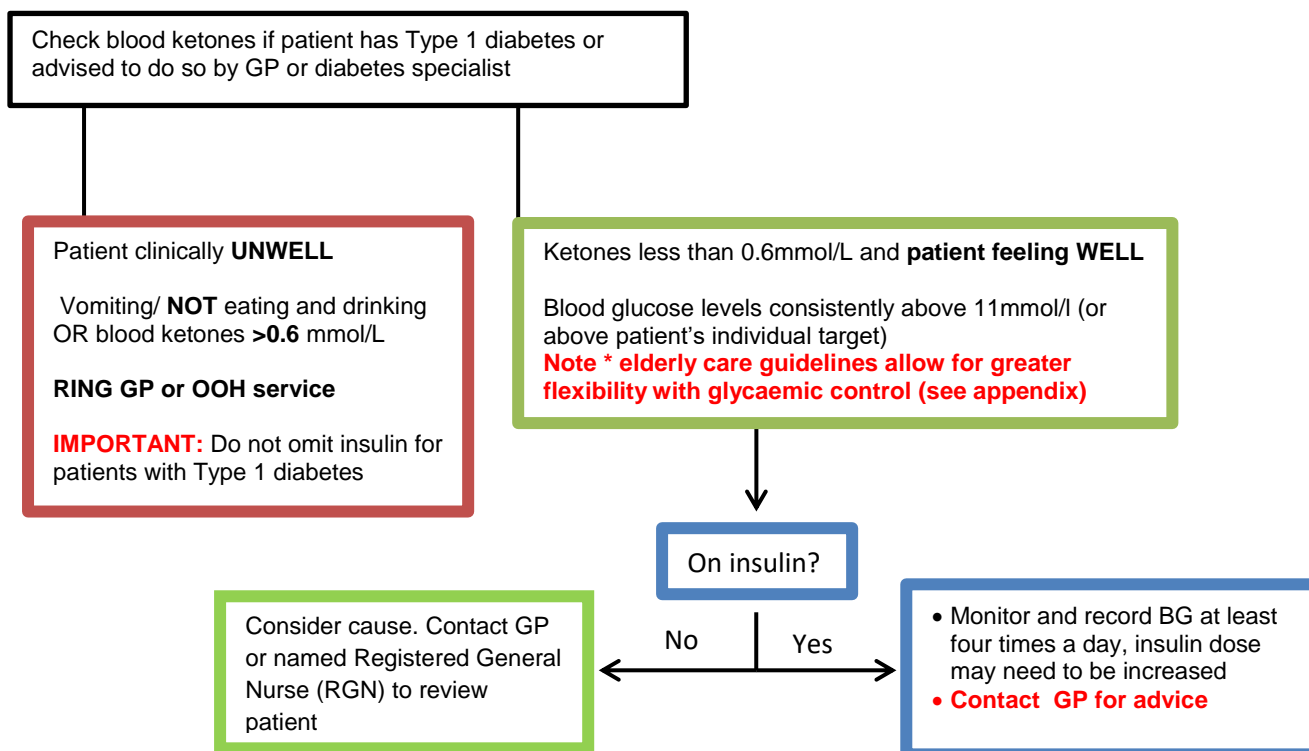 Check blood ketones if patient has Type 1 diabetes or
advised to do so by GP or diabetes specialist
Patient clinically UNWELL
Vomiting/ NOT eating and drinking
OR blood ketones >0.6 mmol/L
RING GP or OOH service
IMPORTANT: Do not omit insulin for
patients with Type 1 diabetes
Ketones less than 0.6mmol/L and patient feeling WELL
Blood glucose levels consistently above 11mmol/l (or
above patient’s individual target)
Note * elderly care guidelines allow for greater
flexibility with glycaemic control (see appendix)
On insulin?
No
Yes
Consider cause. Contact GP
or named Registered General
Nurse (RGN) to review
patient
• Monitor and record BG at least
four times a day, insulin dose
may need to be increased
• Contact GP for advice